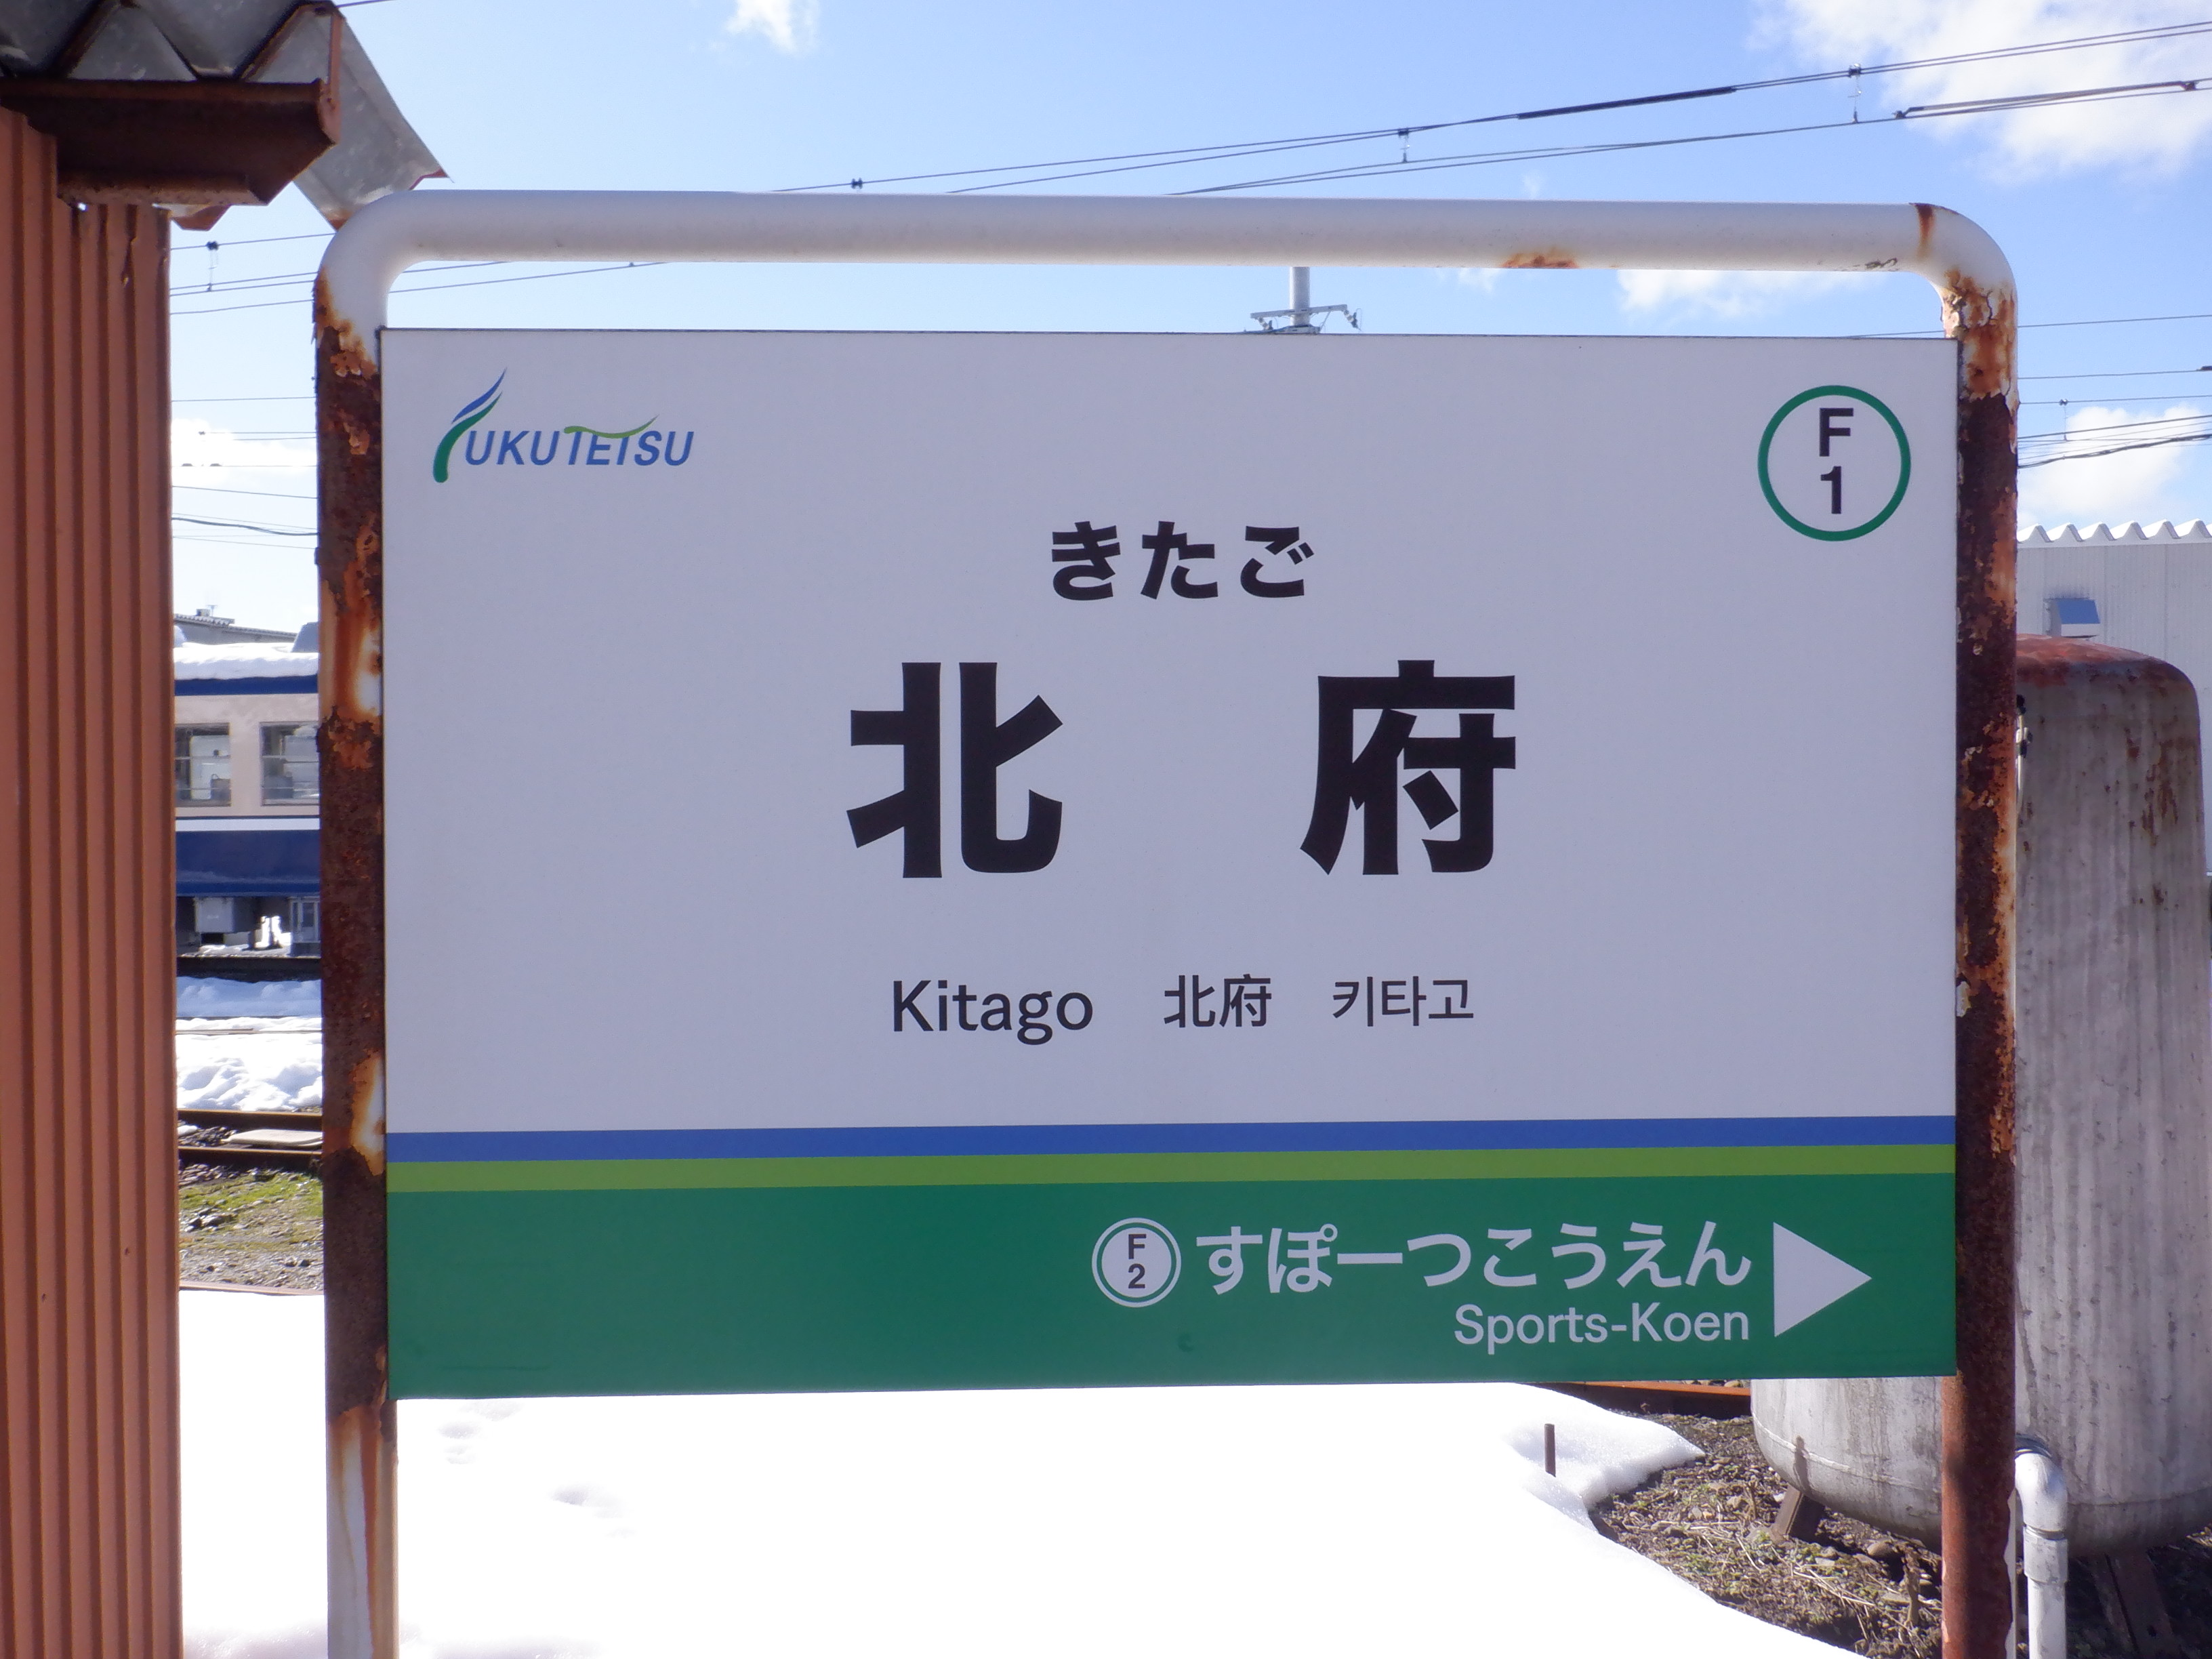 FUKUTETSU
F
1
きたご
北府
Kitago 北府 키타고
F
2
すぽーつこうえん
Sports-Koen